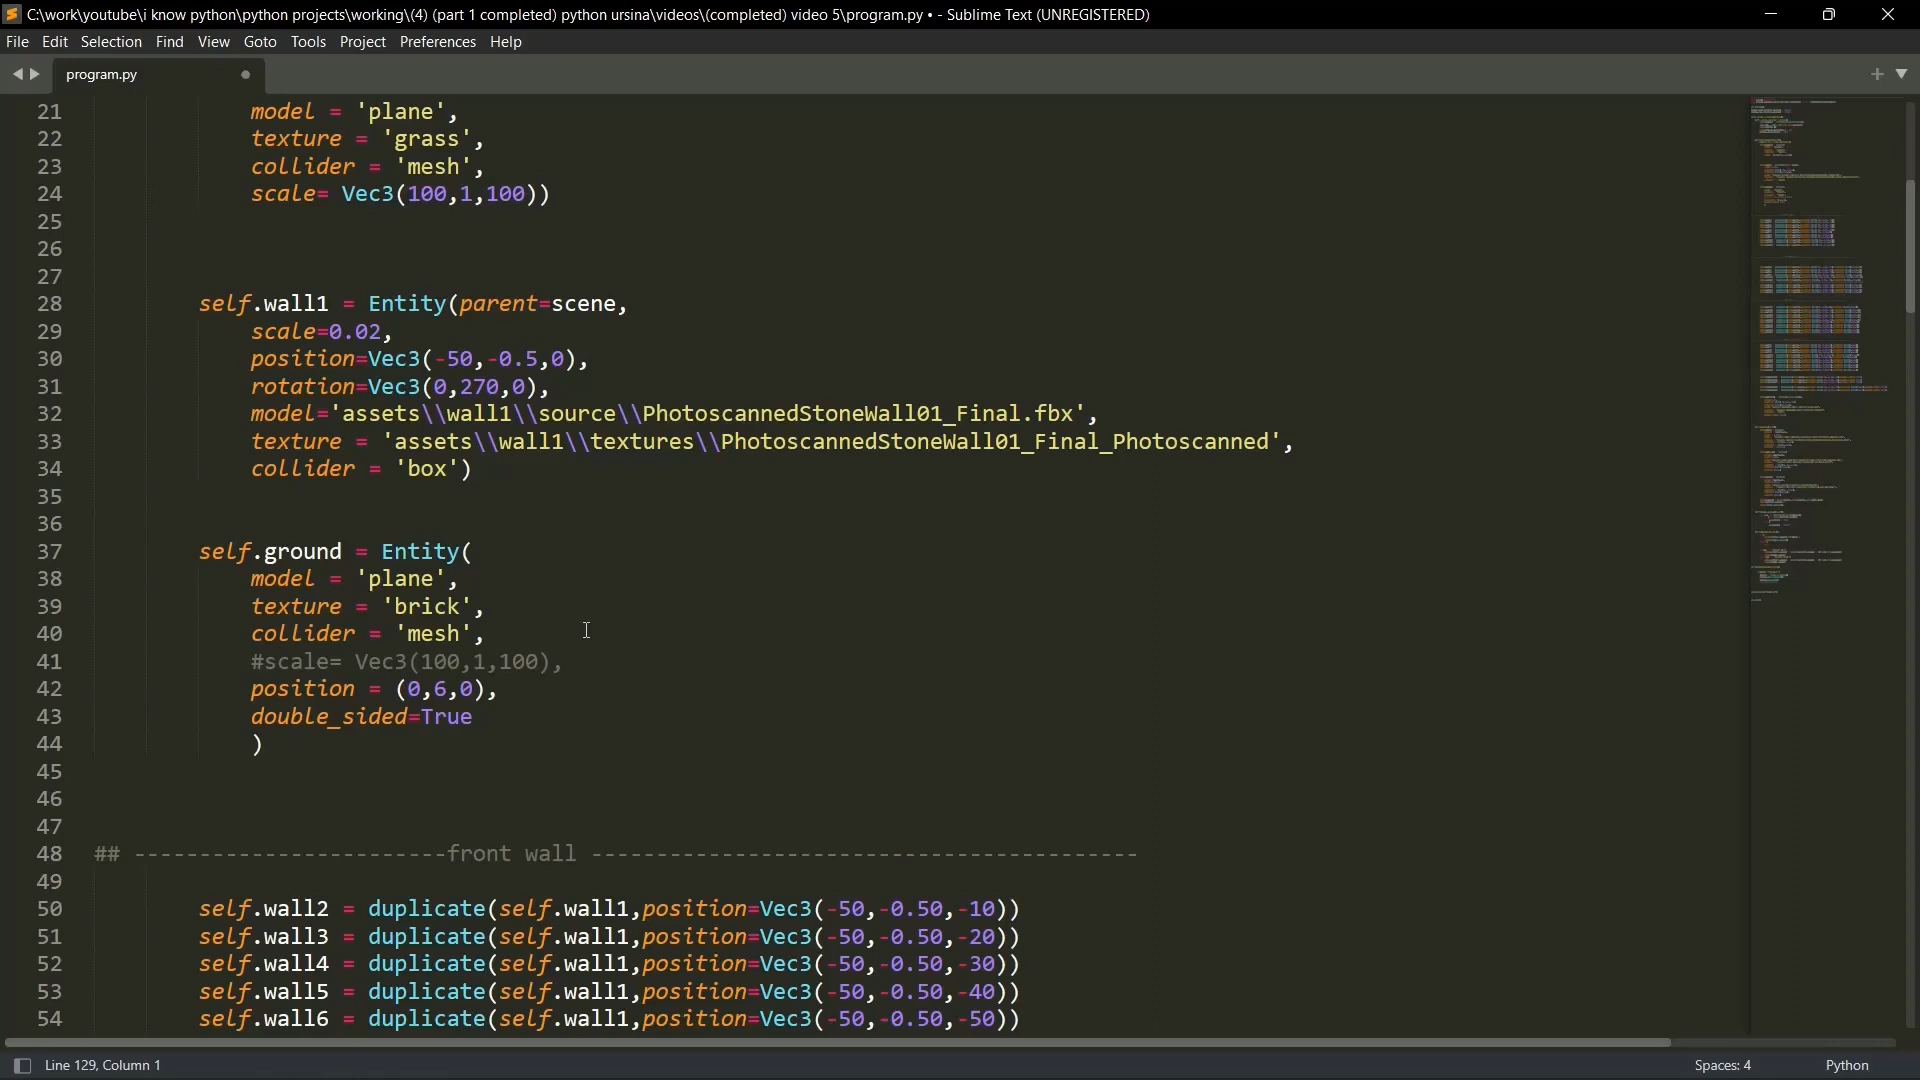 C:\work\youtube\i know python\python projects\working\(4) (part 1 completed) python ursina\videos\(completed) video 5\program.py • - Sublime Text (UNREGISTERED)
File Edit Selection Find View Goto Tools Project Preferences Help
program.py
21 model = 'plane',
22 texture = 'grass',
23 collider = 'mesh',
24 scale= Vec3(100,1,100))
25
26
27
28 self.wall1 = Entity(parent=scene,
29 scale=0.02,
30 position=Vec3(-50,-0.5,0),
31 rotation=Vec3(0,270,0),
32 model='assets\\wall1\\source\\PhotoscannedStoneWall01_Final.fbx',
33 texture = 'assets\\wall1\\textures\\PhotoscannedStoneWall01_Final_Photoscanned',
34 collider = 'box')
35
36
37 self.ground = Entity(
38 model = 'plane',
39 texture = 'brick',
40 collider = 'mesh',
41 #scale= Vec3(100,1,100),
42 position = (0,6,0),
43 double_sided=True
44 )
45
46
47
48 ## ------------------------front wall ------------------------------------------
49
50 self.wall2 = duplicate(self.wall1,position=Vec3(-50,-0.50,-10))
51 self.wall3 = duplicate(self.wall1,position=Vec3(-50,-0.50,-20))
52 self.wall4 = duplicate(self.wall1,position=Vec3(-50,-0.50,-30))
53 self.wall5 = duplicate(self.wall1,position=Vec3(-50,-0.50,-40))
54 self.wall6 = duplicate(self.wall1,position=Vec3(-50,-0.50,-50))
Line 129, Column 1 Spaces: 4 Python